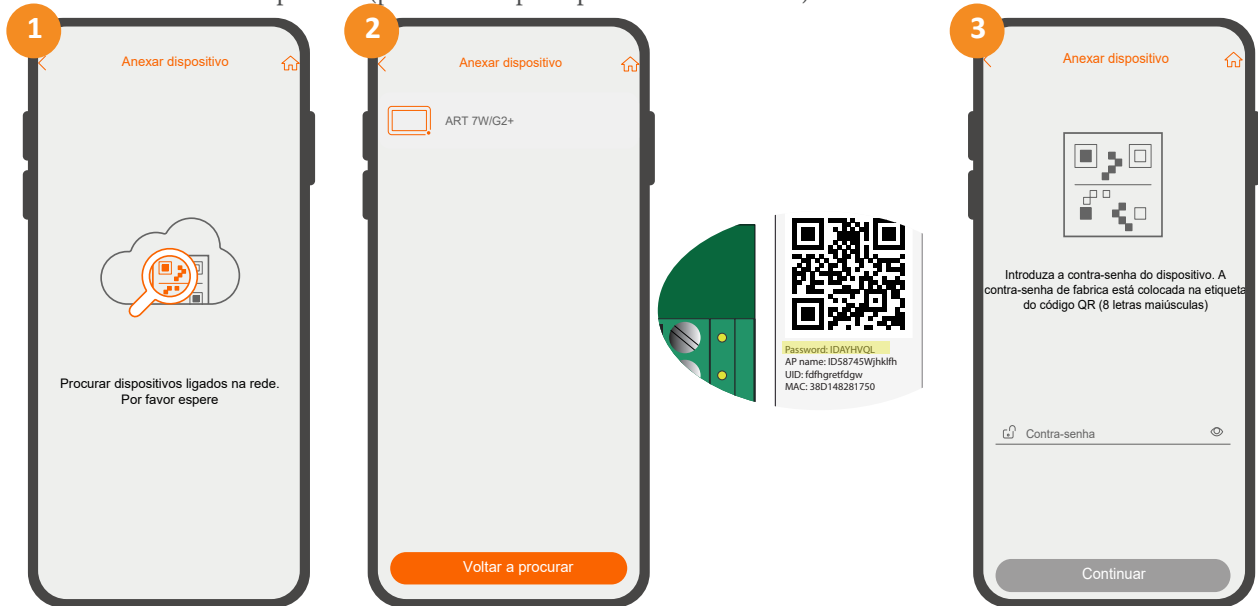 1
Anexar dispositivo
Procurar dispositivos ligados na rede.
Por favor espere
2
Anexar dispositivo
ART 7W/G2+
Voltar a procurar
Password: IDAYHVQL
AP name: ID58745Wjhklfh
UID: fdfhgretfdgw
MAC: 38D148281750
3
Anexar dispositivo
Introduza a contra-senha do dispositivo. A
contra-senha de fabrica está colocada na etiqueta
do código QR (8 letras maiúsculas)
Contra-senha
Continuar